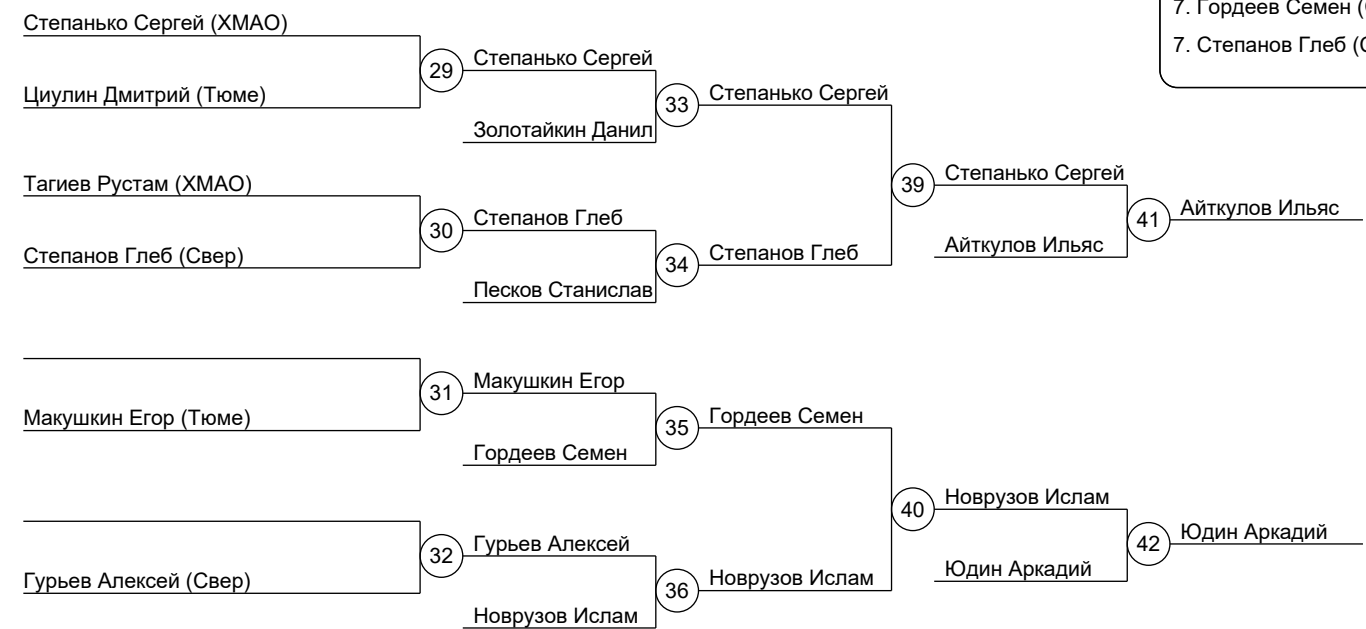 7. Гордеев Семен (
7. Степанов Глеб (
Степанько Сергей (ХМАО)
29
Степанько Сергей
Циулин Дмитрий (Тюме)
33
Степанько Сергей
Золотайкин Данил
Тагиев Рустам (ХМАО)
39
Степанько Сергей
30
Степанов Глеб
41
Айткулов Ильяс
Степанов Глеб (Свер)
34
Степанов Глеб
Айткулов Ильяс
Песков Станислав
31
Макушкин Егор
Макушкин Егор (Тюме)
35
Гордеев Семен
Гордеев Семен
40
Новрузов Ислам
32
Гурьев Алексей
42
Юдин Аркадий
Гурьев Алексей (Свер)
36
Новрузов Ислам
Юдин Аркадий
Новрузов Ислам